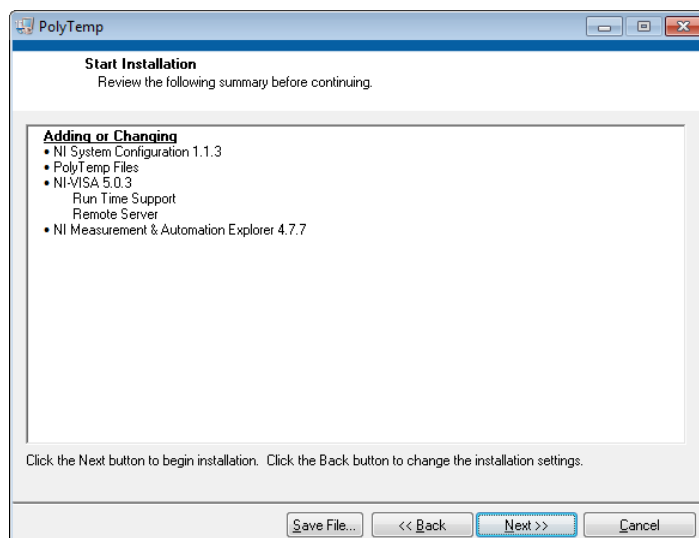 PolyTemp
Start Installation
Review the following summary before continuing.
Adding or Changing
• NI System Configuration 1.1.3
• PolyTemp Files
• NI-VISA 5.0.3
Run Time Support
Remote Server
• NI Measurement & Automation Explorer 4.7.7
Click the Next button to begin installation.  Click the Back button to change the installation settings.
Save File... << Back Next >> Cancel